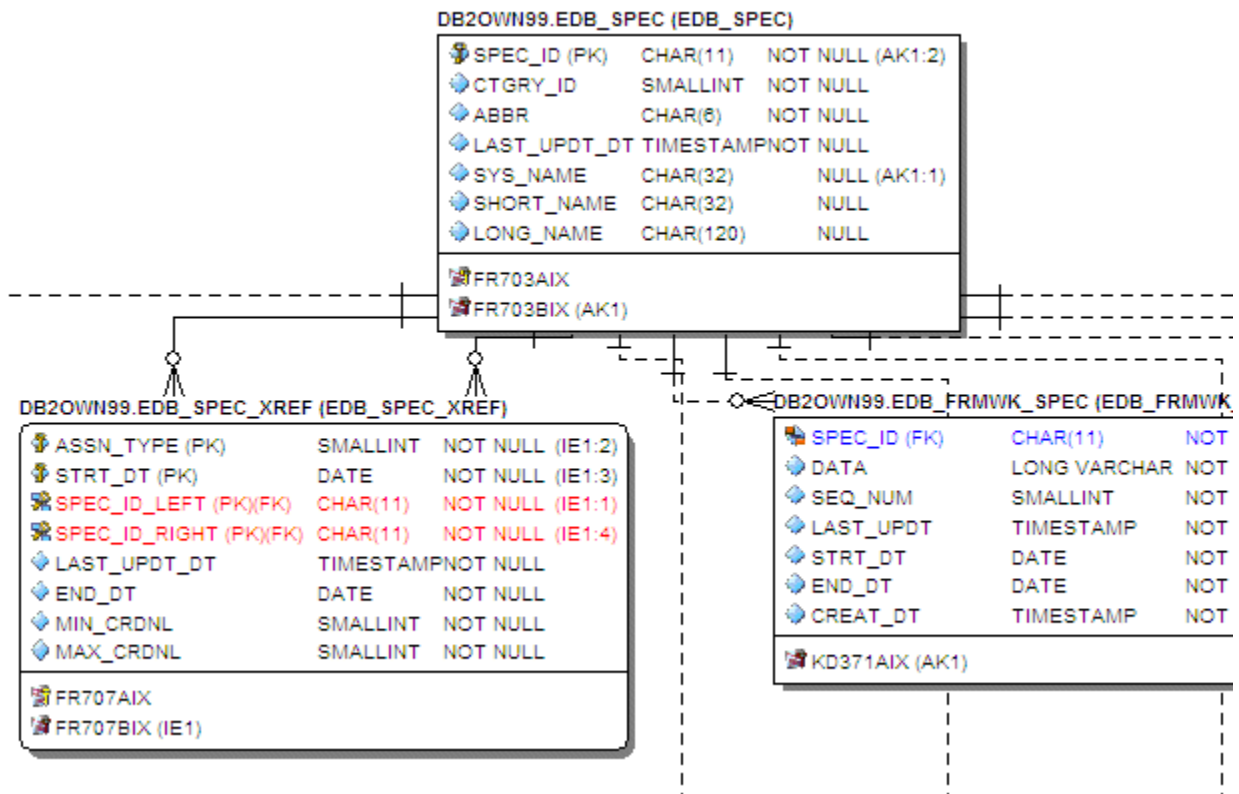 DB2OWN99.EDB_SPEC (EDB_SPEC)
SPEC_ID (PK) CHAR(11) NOT NULL (AK1:2)
CTGRY_ID SMALLINT NOT NULL
ABBR CHAR(6) NOT NULL
LAST_UPDT_DT TIMESTAMPNOT NULL
SYS_NAME CHAR(32) NULL (AK1:1)
SHORT_NAME CHAR(32) NULL
LONG_NAME CHAR(120) NULL
FR703AIX
FR703BIX (AK1)
DB2OWN99.EDB_SPEC_XREF (EDB_SPEC_XREF)
ASSN_TYPE (PK) SMALLINT NOT NULL (IE1:2)
STRT_DT (PK) DATE NOT NULL (IE1:3)
SPEC_ID_LEFT (PK)(FK) CHAR(11) NOT NULL (IE1:1)
SPEC_ID_RIGHT (PK)(FK) CHAR(11) NOT NULL (IE1:4)
LAST_UPDT_DT TIMESTAMPNOT NULL
END_DT DATE NOT NULL
MIN_CRDNL SMALLINT NOT NULL
MAX_CRDNL SMALLINT NOT NULL
FR707AIX
FR707BIX (IE1)
DB2OWN99.EDB_FRMWK_SPEC (EDB_FRMWK_
SPEC_ID (FK) CHAR(11) NOT
DATA LONG VARCHAR NOT
SEQ_NUM SMALLINT NOT
LAST_UPDT TIMESTAMP NOT
STRT_DT DATE NOT
END_DT DATE NOT
CREAT_DT TIMESTAMP NOT
KD371AIX (AK1)